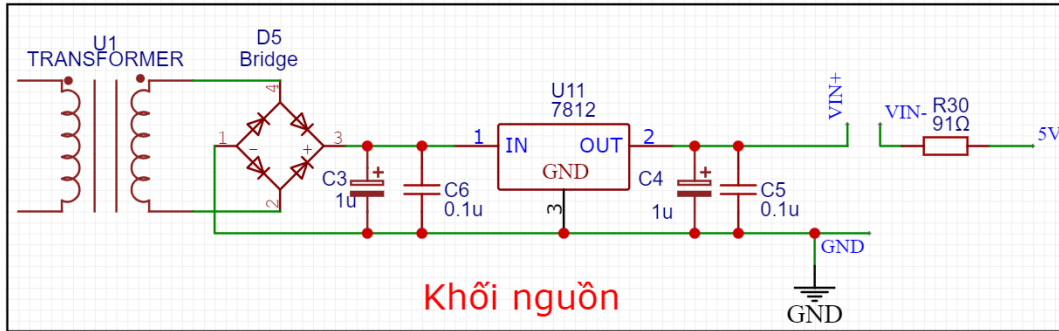 U1
TRANSFORMER
D5
Bridge
4
1
-
+
3
2
C3
1u
C6
0.1u
U11
7812
1
IN
OUT
2
GND
3
C4
1u
C5
0.1u
VIN+
VIN-
R30
91Ω
5V
GND
GND
Khối nguồn